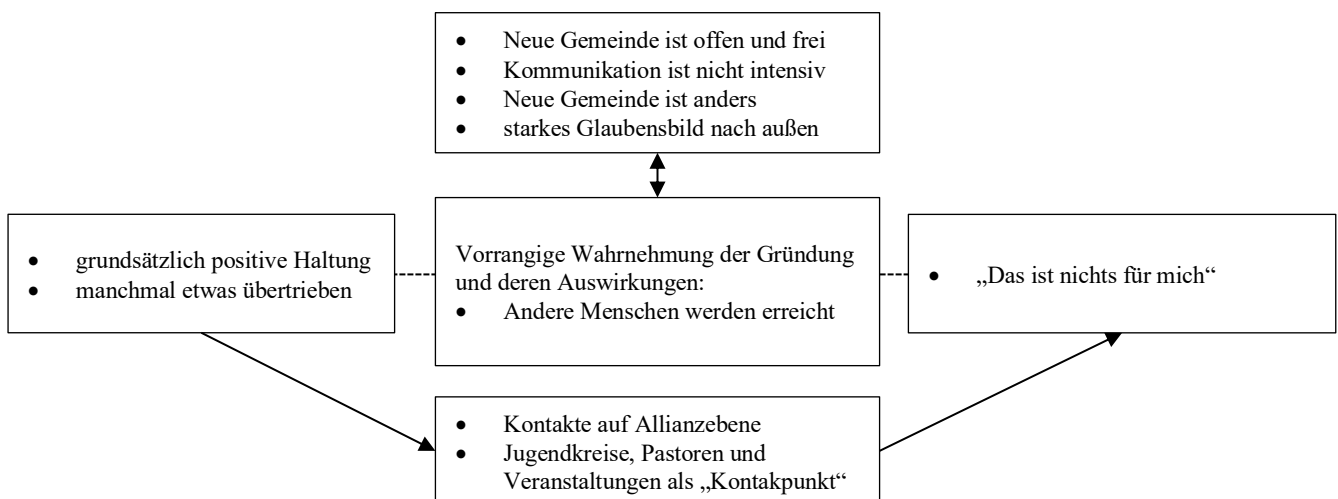 • Neue Gemeinde ist offen und frei
• Kommunikation ist nicht intensiv
• Neue Gemeinde ist anders
• starkes Glaubensbild nach außen
• grundsätzlich positive Haltung
• manchmal etwas übertrieben
Vorrangige Wahrnehmung der Gründung
und deren Auswirkungen:
• Andere Menschen werden erreicht
• „Das ist nichts für mich“
• Kontakte auf Allianzebene
• Jugendkreise, Pastoren und
Veranstaltungen als „Kontakpunkt“